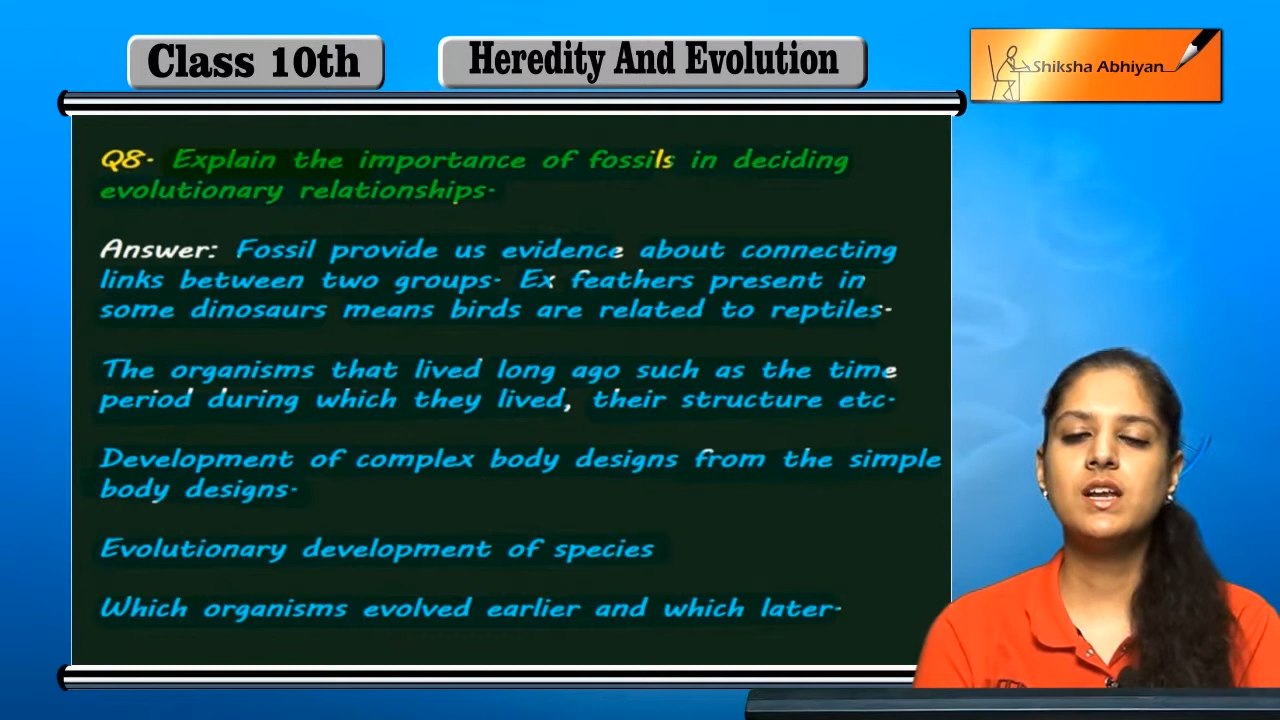 Class 10th
Heredity And Evolution
Shiksha Abhiyan
Q8- Explain the importance of fossils in deciding
evolutionary relationships-
Answer: Fossil provide us evidence about connecting
links between two groups- Ex feathers present in
some dinosaurs means birds are related to reptiles-
The organisms that lived long ago such as the time
period during which they lived, their structure etc-
Development of complex body designs from the simple
body designs-
Evolutionary development of species
Which organisms evolved earlier and which later-